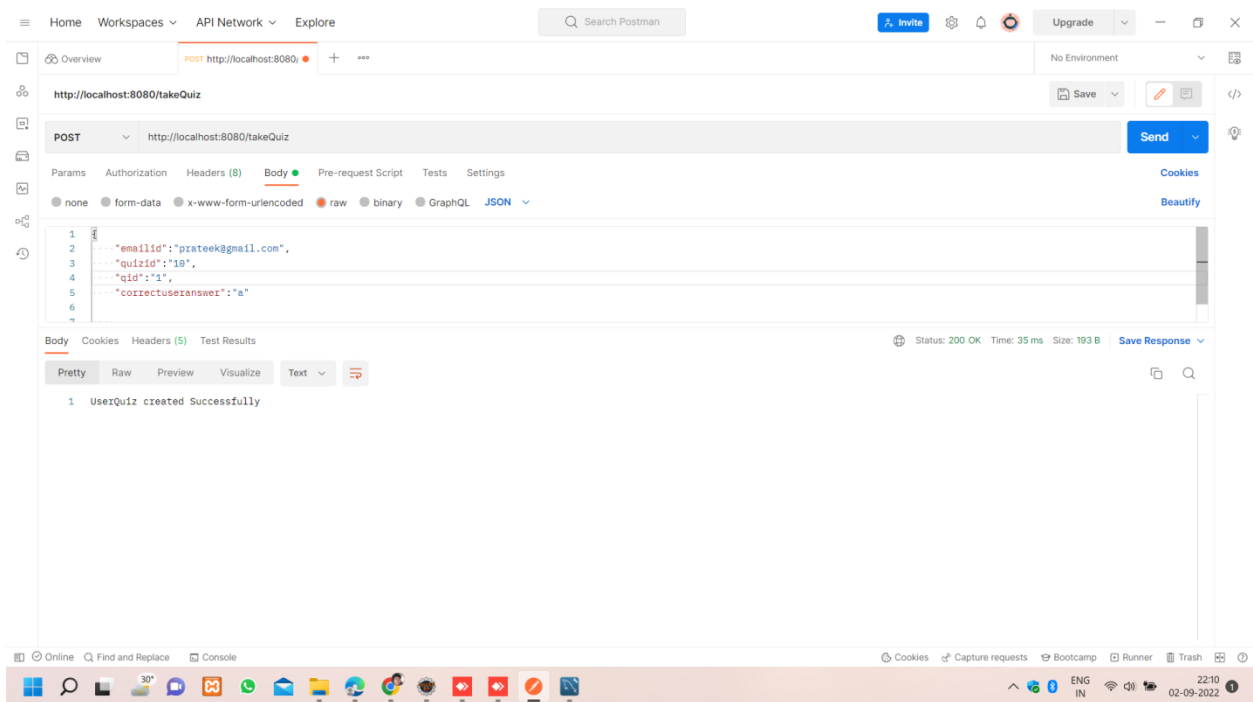 Home Workspaces API Network Explore Search Postman Invite Upgrade
Overview POST http://localhost:8080/ No Environment
http://localhost:8080/takeQuiz Save
POST http://localhost:8080/takeQuiz Send
Params Authorization Headers (8) Body Pre-request Script Tests Settings Cookies
none form-data x-www-form-urlencoded raw binary GraphQL JSON Beautify
1 {
2 "emailid":"prateek@gmail.com",
3 "quizid":"10",
4 "qid":"1",
5 "correctuseranswer":"a"
6
7
Body Cookies Headers (5) Test Results Status: 200 OK Time: 35 ms Size: 193 B Save Response
Pretty Raw Preview Visualize Text
1 UserQuiz created Successfully
Online Find and Replace Console Cookies Capture requests Bootcamp Runner Trash
30° ENG 22:10
IN 02-09-2022 1